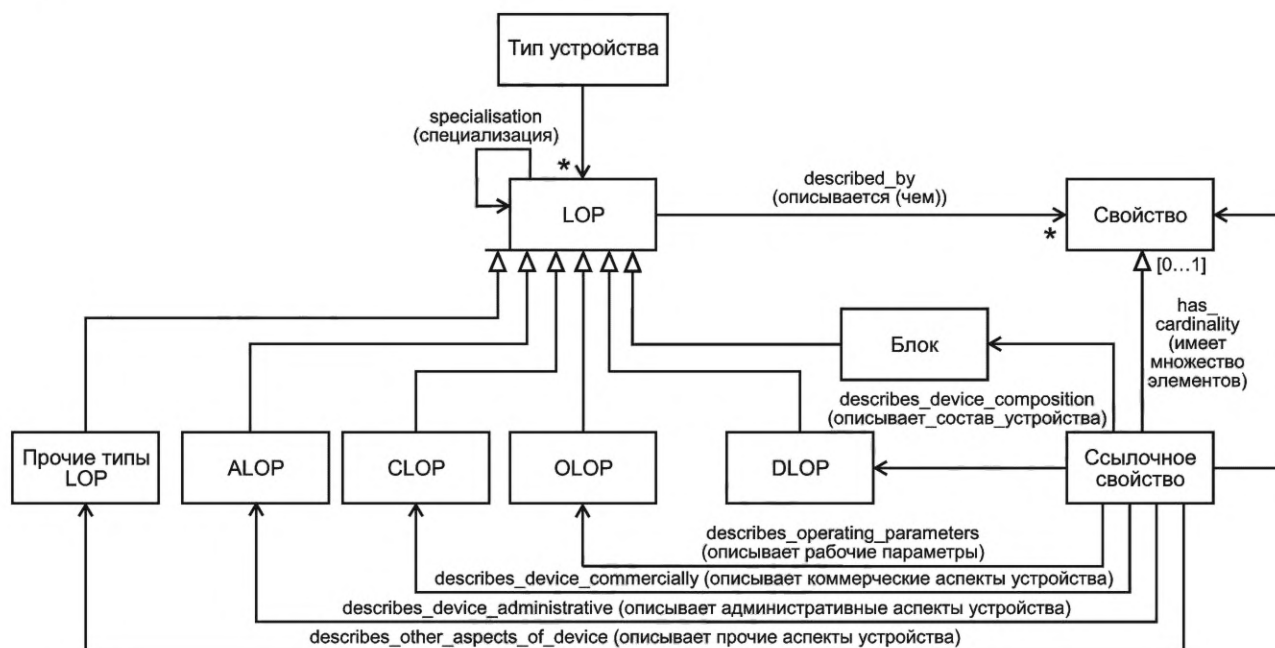 Тип устройства
specialisation
(специализация)
*
LOP
described_by
(описывается (чем))
*
Свойство
[0...1]
has_
cardinality
(имеет
множество
элементов)
Блок
describes_device_composition
(описывает_состав_устройства)
Прочие типы
LOP
ALOP
CLOP
OLOP
DLOP
Ссылочное
свойство
describes_operating_parameters
(описывает рабочие параметры)
describes_device_commercially (описывает коммерческие аспекты устройства)
describes_device_administrative (описывает административные аспекты устройства)
describes_other_aspects_of_device (описывает прочие аспекты устройства)